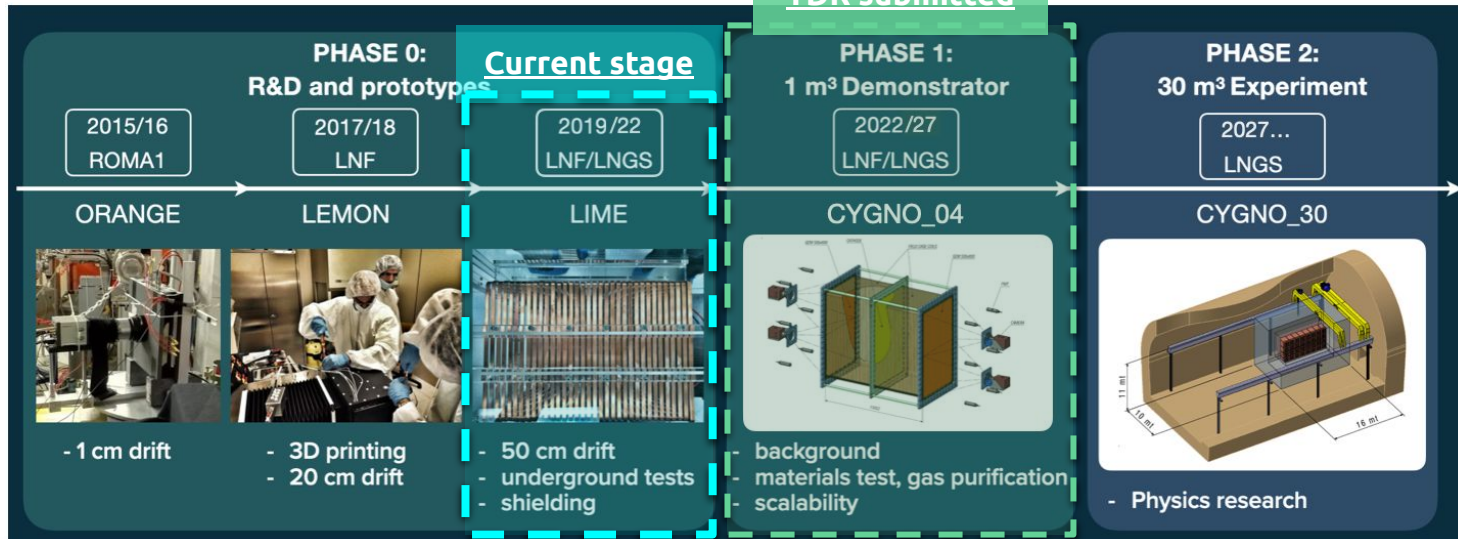 TDR submitted
Current stage
PHASE 0:
R&D and prototypes
2015/16
ROMA1
2017/18
LNF
2019/22
LNF/LNGS
ORANGE
LEMON
LIME
- 1 cm drift
- 3D printing
- 20 cm drift
- 50 cm drift
- underground tests
- shielding
PHASE 1:
1 m³ Demonstrator
2022/27
LNF/LNGS
CYGNO_04
- background
- materials test, gas purification
- scalability
PHASE 2:
30 m³ Experiment
2027...
LNGS
CYGNO_30
11 mt
10 mt
16 mt
- Physics research